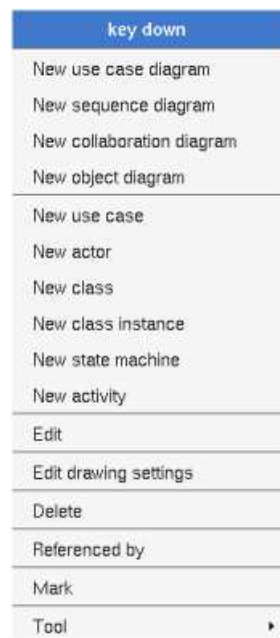 key down
New use case diagram
New sequence diagram
New collaboration diagram
New object diagram
New use case
New actor
New class
New class instance
New state machine
New activity
Edit
Edit drawing settings
Delete
Referenced by
Mark
Tool